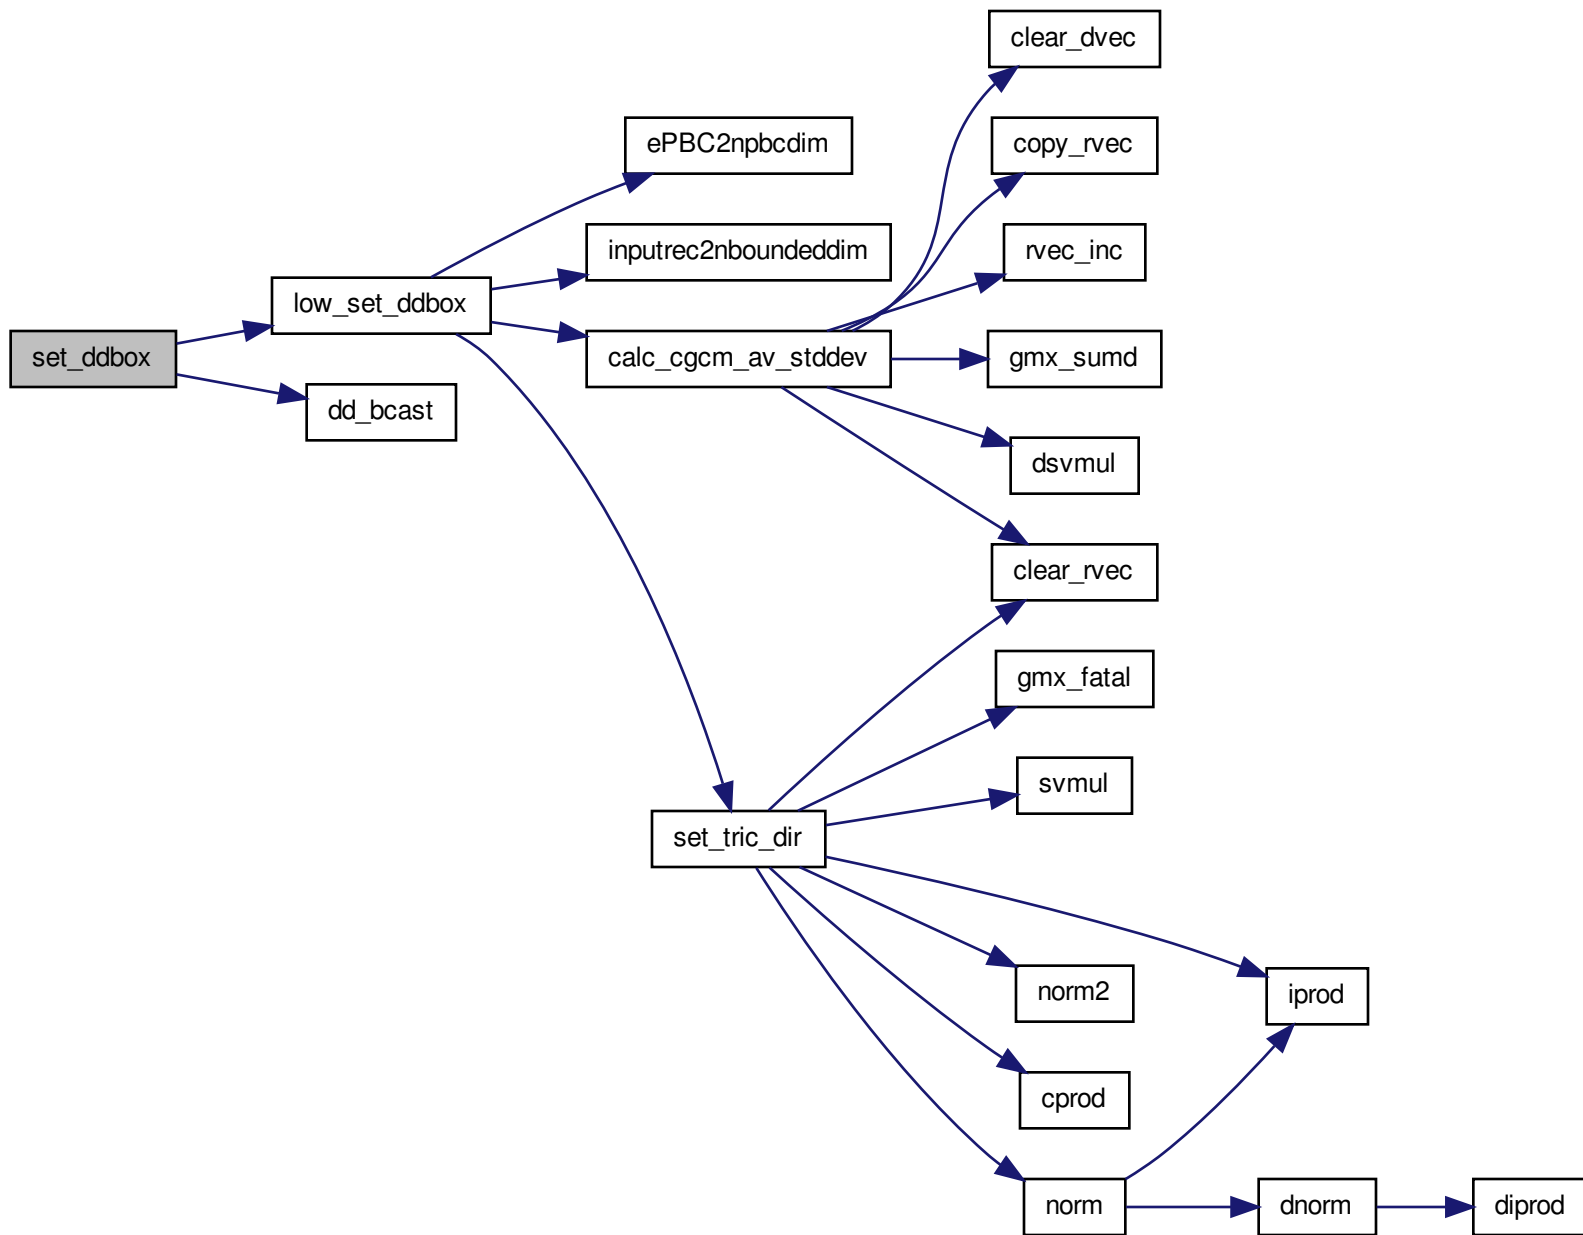 clear_dvec
ePBC2npbcdim
copy_rvec
inputrec2nboundeddim
rvec_inc
low_set_ddbox
set_ddbox
calc_cgcm_av_stddev
gmx_sumd
dd_bcast
dsvmul
clear_rvec
gmx_fatal
svmul
set_tric_dir
norm2
iprod
cprod
norm
dnorm
diprod